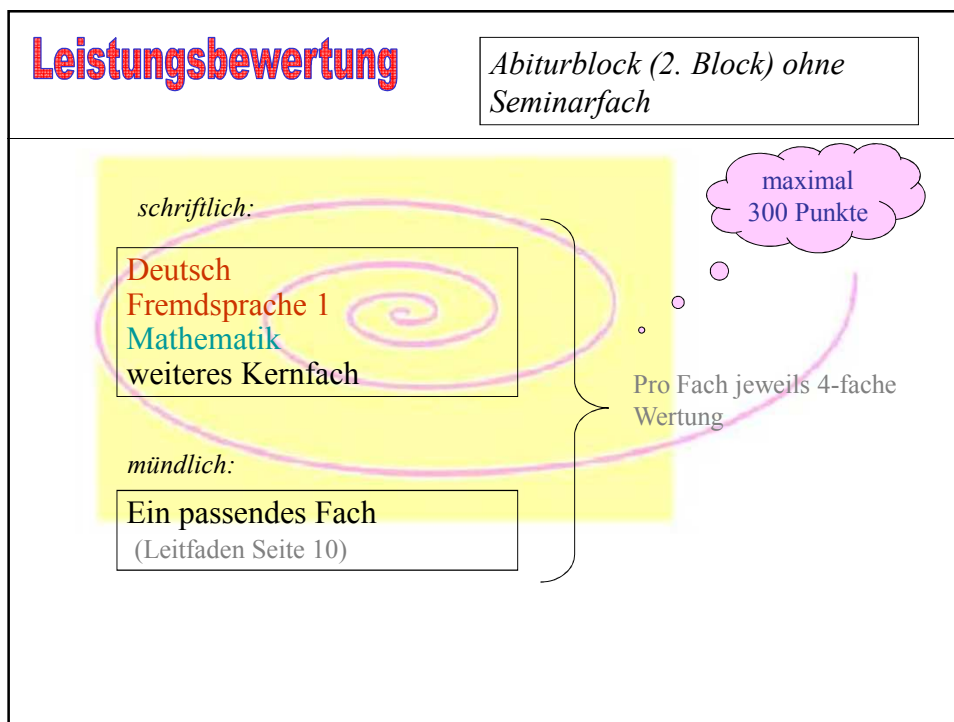 Leistungsbewertung
Abiturblock (2. Block) ohne
Seminarfach
maximal
300 Punkte
schriftlich:
Deutsch
Fremdsprache 1
Mathematik
weiteres Kernfach
Pro Fach jeweils 4-fache
Wertung
mündlich:
Ein passendes Fach
(Leitfaden Seite 10)